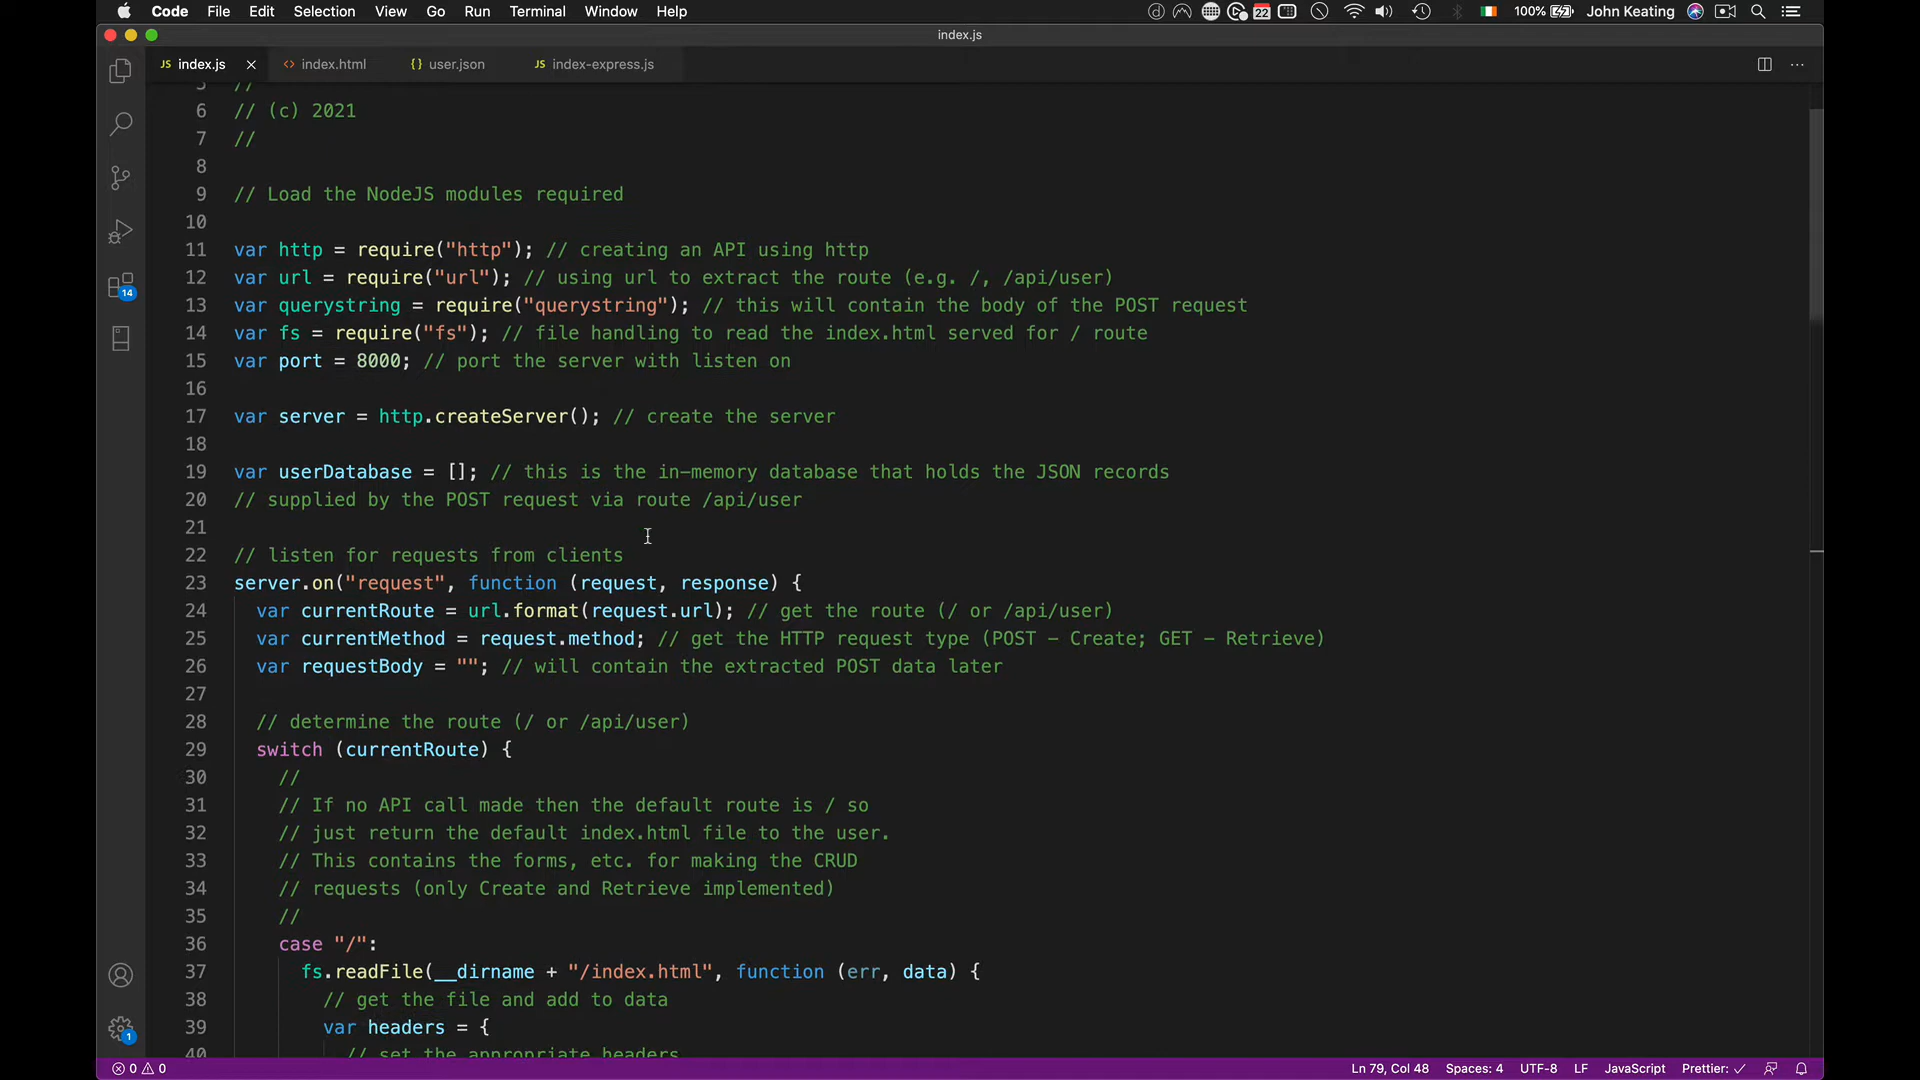 Code File Edit Selection View Go Run Terminal Window Help 22 100% John Keating
index.js
JS index.js <> index.html {} user.json JS index-express.js
5 //
6 // (c) 2021
7 //
8
9 // Load the NodeJS modules required
10
11 var http = require("http"); // creating an API using http
12 var url = require("url"); // using url to extract the route (e.g. /, /api/user)
13 var querystring = require("querystring"); // this will contain the body of the POST request
14 var fs = require("fs"); // file handling to read the index.html served for / route
15 var port = 8000; // port the server with listen on
16
17 var server = http.createServer(); // create the server
18
19 var userDatabase = []; // this is the in-memory database that holds the JSON records
20 // supplied by the POST request via route /api/user
21
22 // listen for requests from clients
23 server.on("request", function (request, response) {
24 var currentRoute = url.format(request.url); // get the route (/ or /api/user)
25 var currentMethod = request.method; // get the HTTP request type (POST – Create; GET – Retrieve)
26 var requestBody = ""; // will contain the extracted POST data later
27
28 // determine the route (/ or /api/user)
29 switch (currentRoute) {
30 //
31 // If no API call made then the default route is / so
32 // just return the default index.html file to the user.
33 // This contains the forms, etc. for making the CRUD
34 // requests (only Create and Retrieve implemented)
35 //
36 case "/":
37 fs.readFile(__dirname + "/index.html", function (err, data) {
38 // get the file and add to data
39 var headers = {
40 // set the appropriate headers
14
1
0 0 Ln 79, Col 48 Spaces: 4 UTF-8 LF JavaScript Prettier: ✓